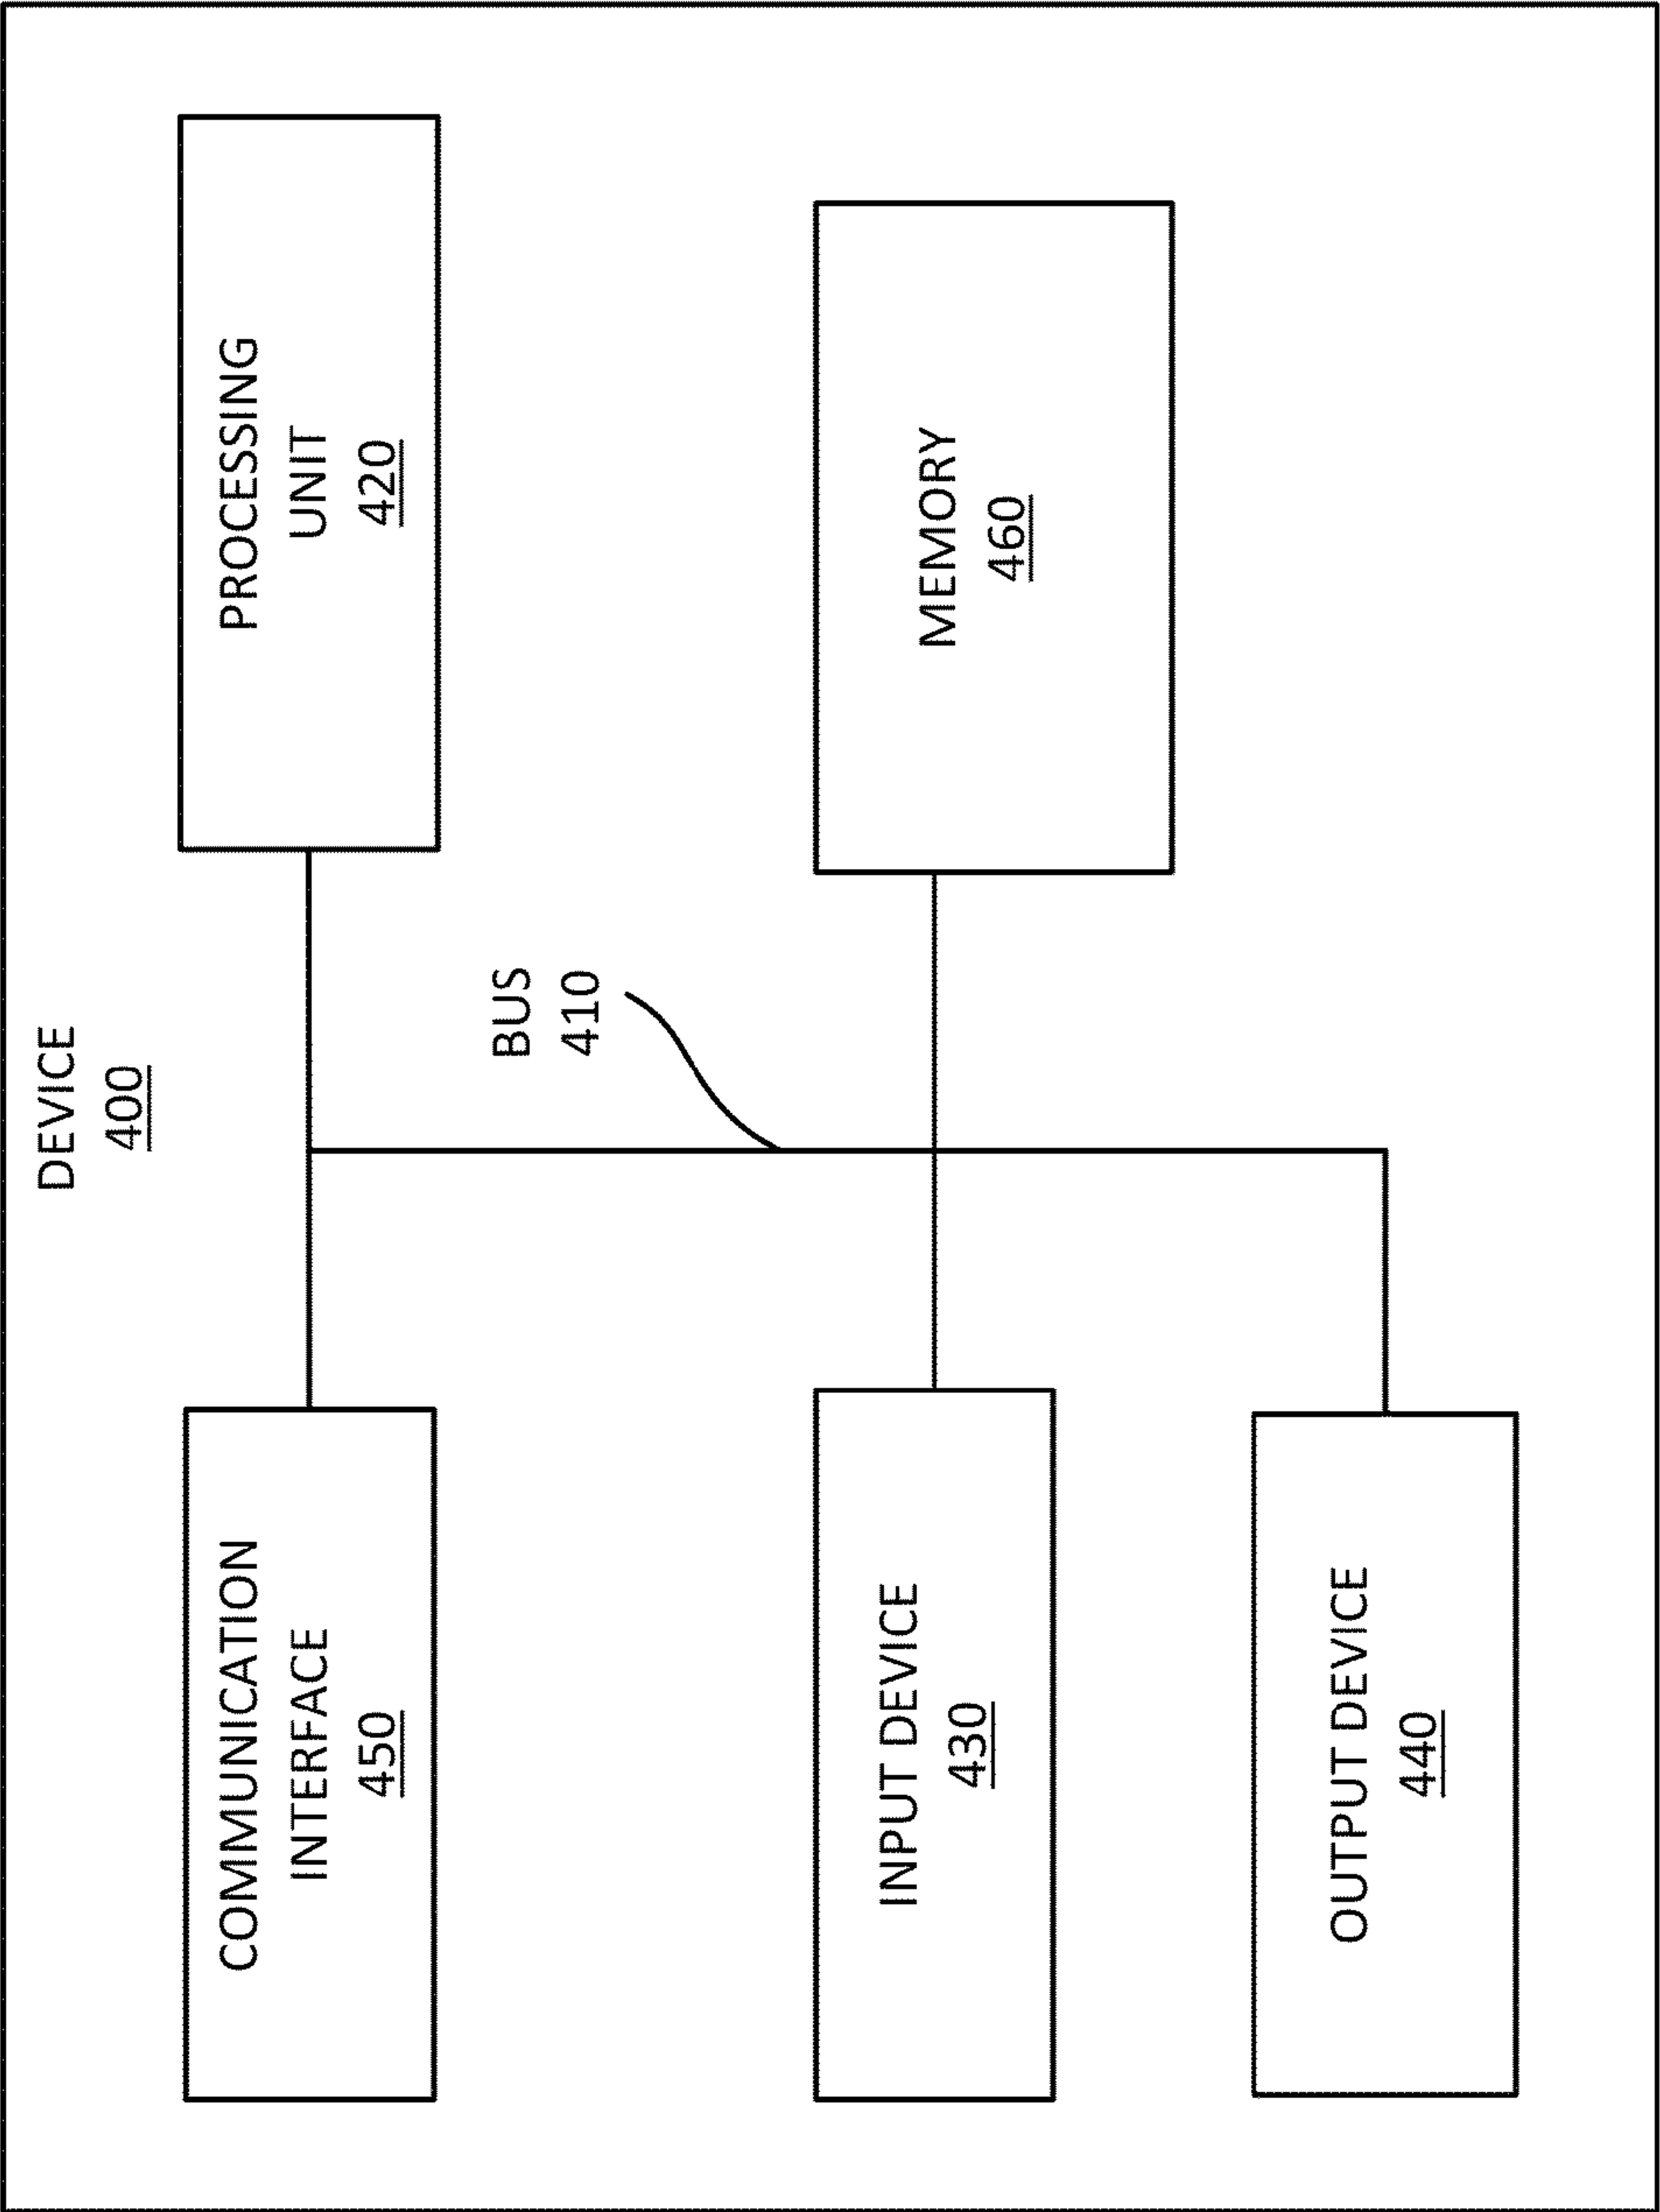 DEVICE
400
COMMUNICATION
INTERFACE
450
PROCESSING
UNIT
420
BUS
410
INPUT DEVICE
430
MEMORY
460
OUTPUT DEVICE
440